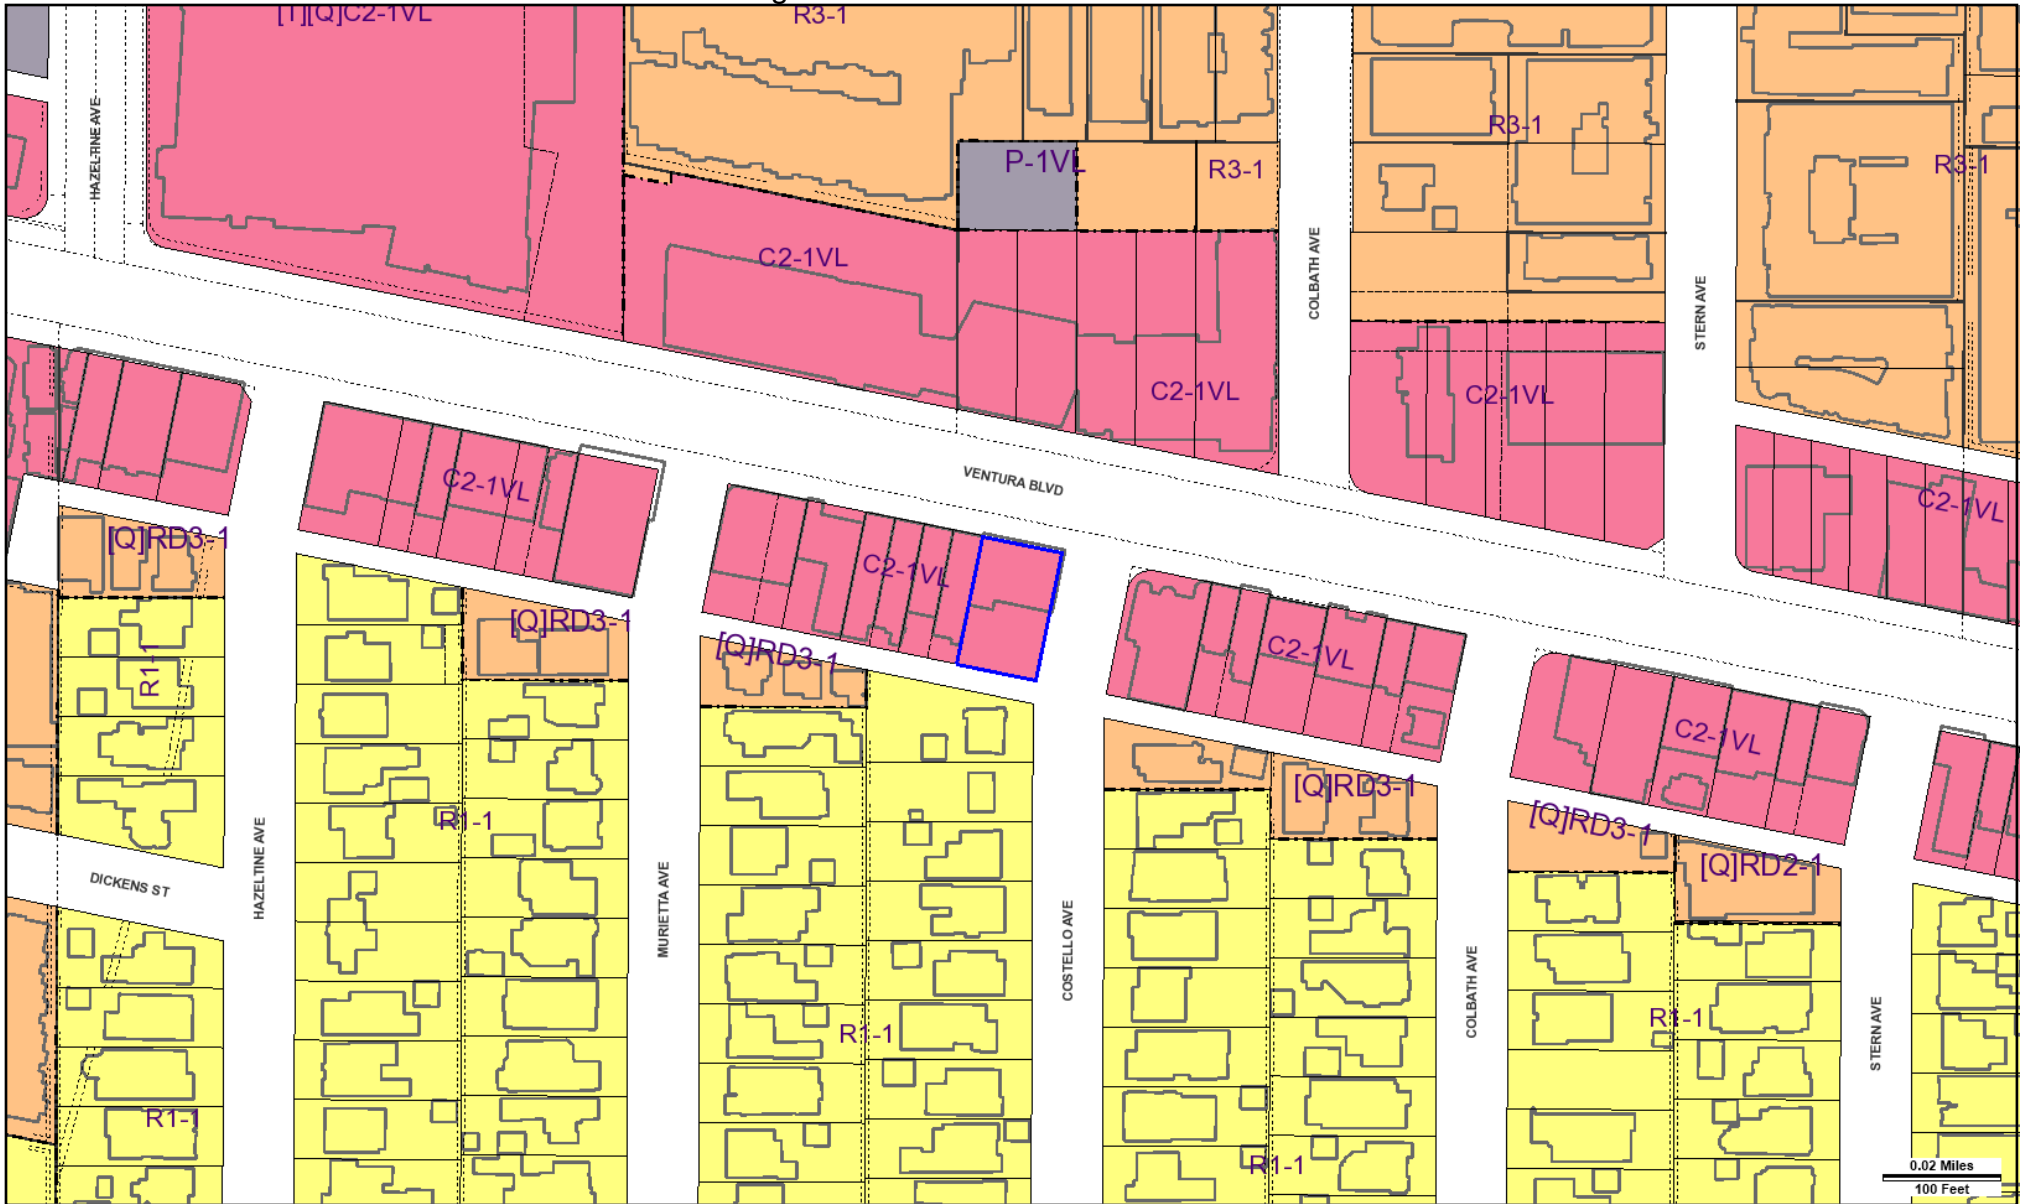 [T][Q]C2-1VL
R3-1
HAZELTINE AVE
R3-1
P-1VL
R3-1
R3-1
C2-1VL
COLBATH AVE
STERN AVE
C2-1VL
C2-1VL
C2-1VL
VENTURA BLVD
C2-1VL
[Q]RD3-1
C2-1VL
[Q]RD3-1
C2-1VL
[Q]RD3-1
R1-1
C2-1VL
[Q]RD3-1
[Q]RD3-1
[Q]RD2-1
R1-1
HAZELTINE AVE
DICKENS ST
MURIETTA AVE
COSTELLO AVE
COLBATH AVE
STERN AVE
R1-1
R1-1
R1-1
R1-1
0.02 Miles
100 Feet